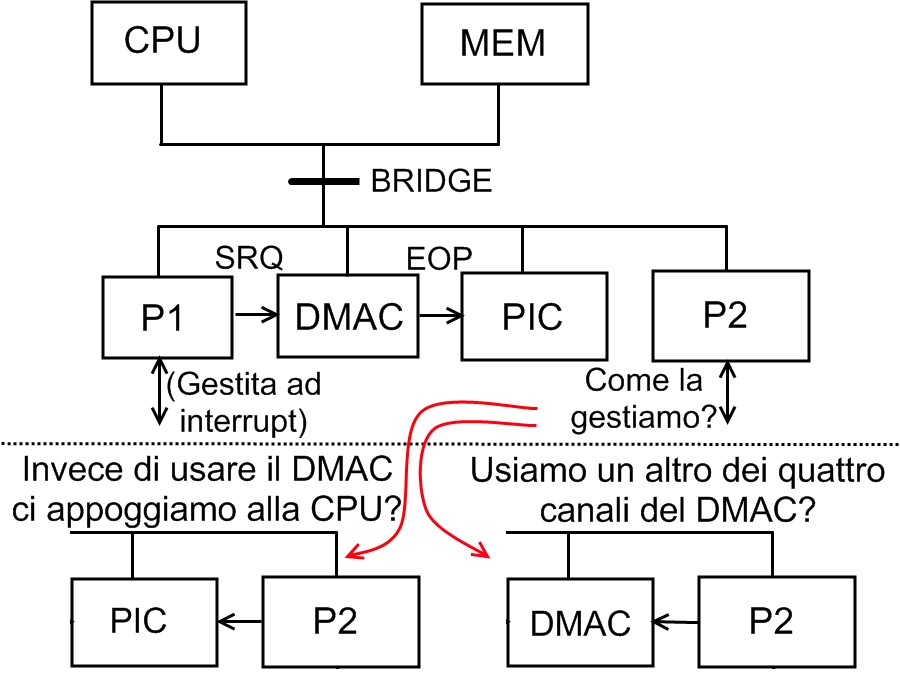 CPU
MEM
BRIDGE
SRQ
EOP
P1
DMAC
PIC
P2
(Gestita ad
interrupt)
Come la
gestiamo?
Invece di usare il DMAC
ci appoggiamo alla CPU?
Usiamo un altro dei quattro
canali del DMAC?
PIC
P2
DMAC
P2